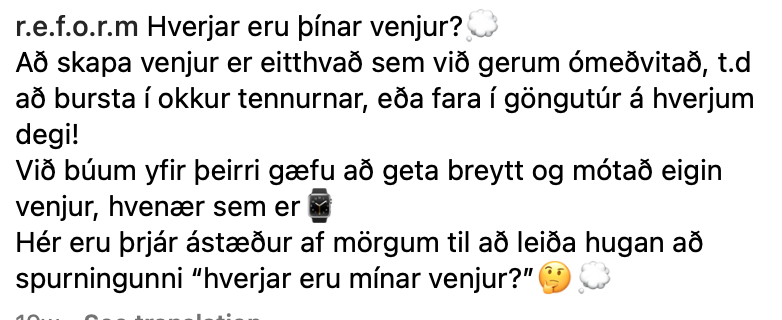 r.e.f.o.r.m Hverjar eru þínar venjur?💭
Að skapa venjur er eitthvað sem við gerum ómeðvitað, t.d
að bursta í okkur tennurnar, eða fara í göngutúr á hverjum
degi!
Við búum yfir þeirri gæfu að geta breytt og mótað eigin
venjur, hvenær sem er⌚
Hér eru þrjár ástæður af mörgum til að leiða hugan að
spurningunni “hverjar eru mínar venjur?”🤔💭
See translation